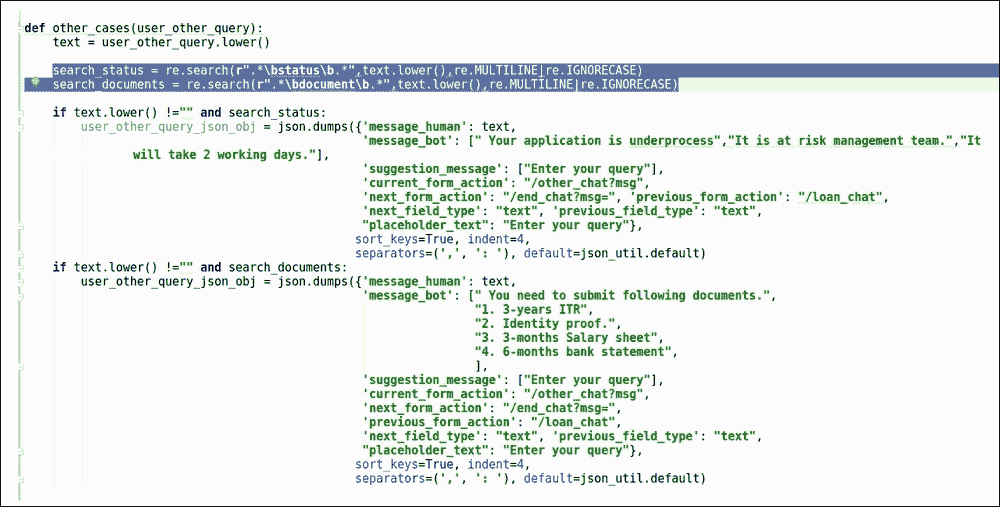 def other_cases(user_other_query):
    text = user_other_query.lower()
    search_status = re.search(r".*\bstatus\b.*",text.lower(),re.MULTILINE|re.IGNORECASE)
    search_documents = re.search(r".*\bdocument\b.*",text.lower(),re.MULTILINE|re.IGNORECASE)
    if text.lower() !="" and search_status:
        user_other_query_json_obj = json.dumps({'message_human': text,
                                                'message_bot': [" Your application is underprocess","It is at risk management team.","It
                will take 2 working days."],
                                                'suggestion_message': ["Enter your query"],
                                                'current_form_action': "/other_chat?msg",
                                                'next_form_action': "/end_chat?msg=", 'previous_form_action': "/loan_chat",
                                                'next_field_type': "text", 'previous_field_type': "text",
                                                "placeholder_text": "Enter your query"},
                                               sort_keys=True, indent=4,
                                               separators=(',', ': '), default=json_util.default)
    if text.lower() !="" and search_documents:
        user_other_query_json_obj = json.dumps({'message_human': text,
                                                'message_bot': [" You need to submit following documents.",
                                                                "1. 3-years ITR",
                                                                "2. Identity proof.",
                                                                "3. 3-months Salary sheet",
                                                                "4. 6-months bank statement",
                                                                ],
                                                'suggestion_message': ["Enter your query"],
                                                'current_form_action': "/other_chat?msg",
                                                'next_form_action': "/end_chat?msg=",
                                                'previous_form_action': "/loan_chat",
                                                'next_field_type': "text", 'previous_field_type': "text",
                                                "placeholder_text": "Enter your query"},
                                               sort_keys=True, indent=4,
                                               separators=(',', ': '), default=json_util.default)